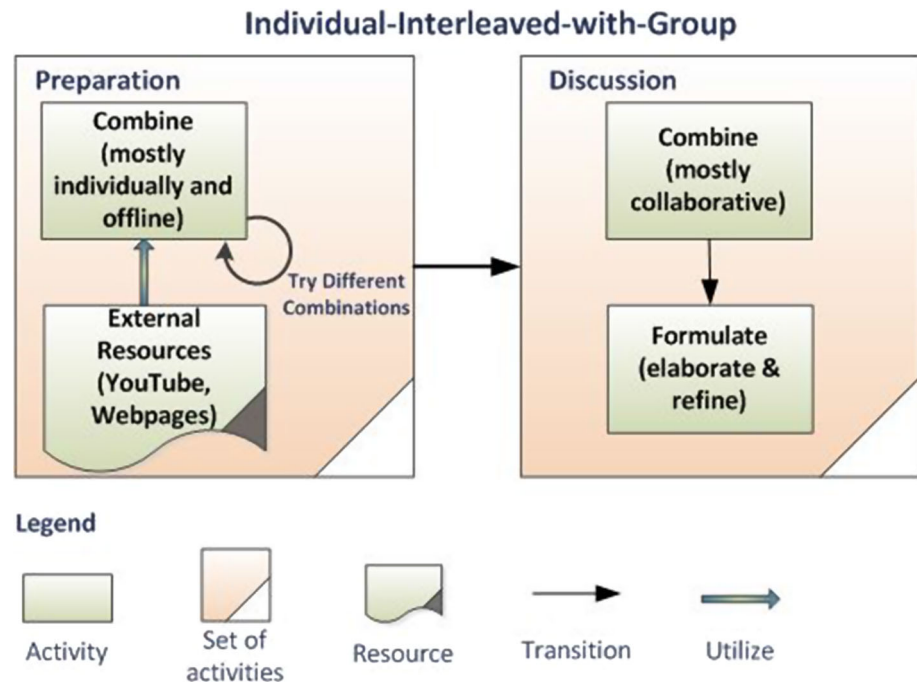 Individual-Interleaved-with-Group
Preparation
Combine
(mostly
individually and
offline)
Try Different
Combinations
External
Resources
(YouTube,
Webpages)
Discussion
Combine
(mostly
collaborative)
Formulate
(elaborate &
refine)
Legend
Activity
Set of
activities
Resource
Transition
Utilize